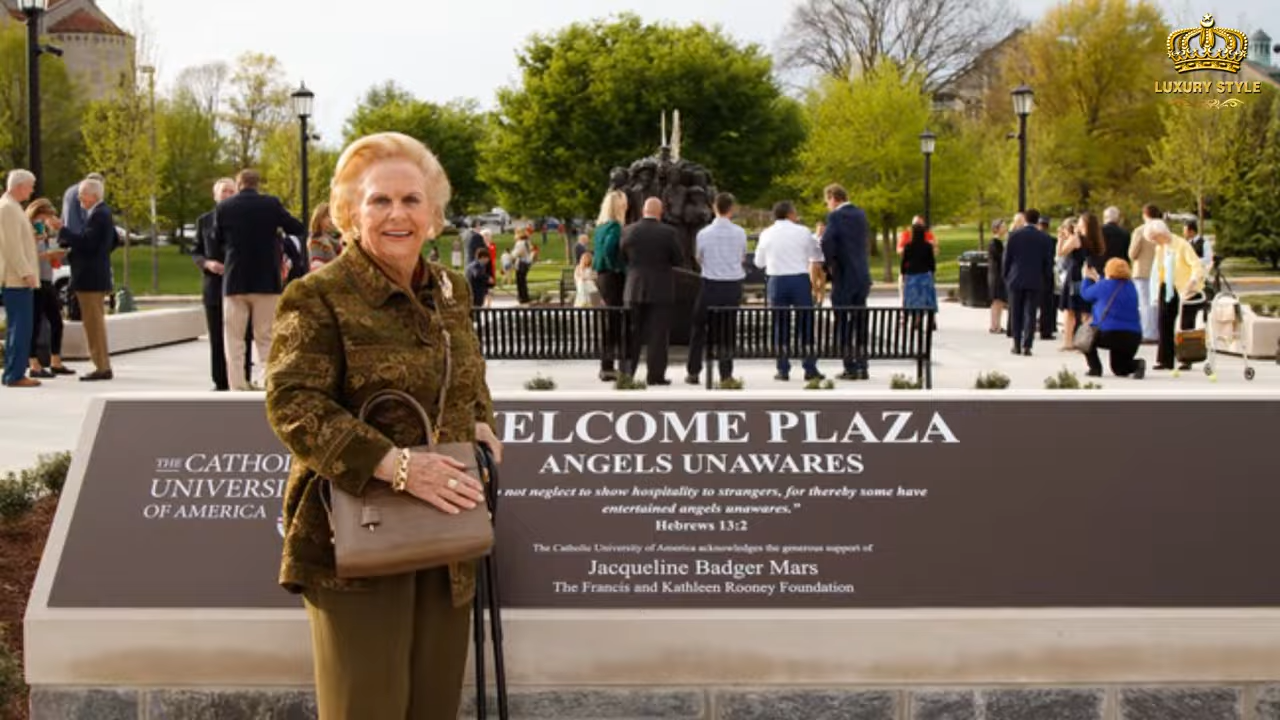 LUXURY STYLE
WELCOME PLAZA
ANGELS UNAWARES
THE CATHOL
UNIVERSI
OF AMERICA
not neglect to show hospitality to strangers, for thereby some have
entertained angels unawares.”
Hebrews 13:2
The Catholic University of America acknowledges the generous support of
Jacqueline Badger Mars
The Francis and Kathleen Rooney Foundation